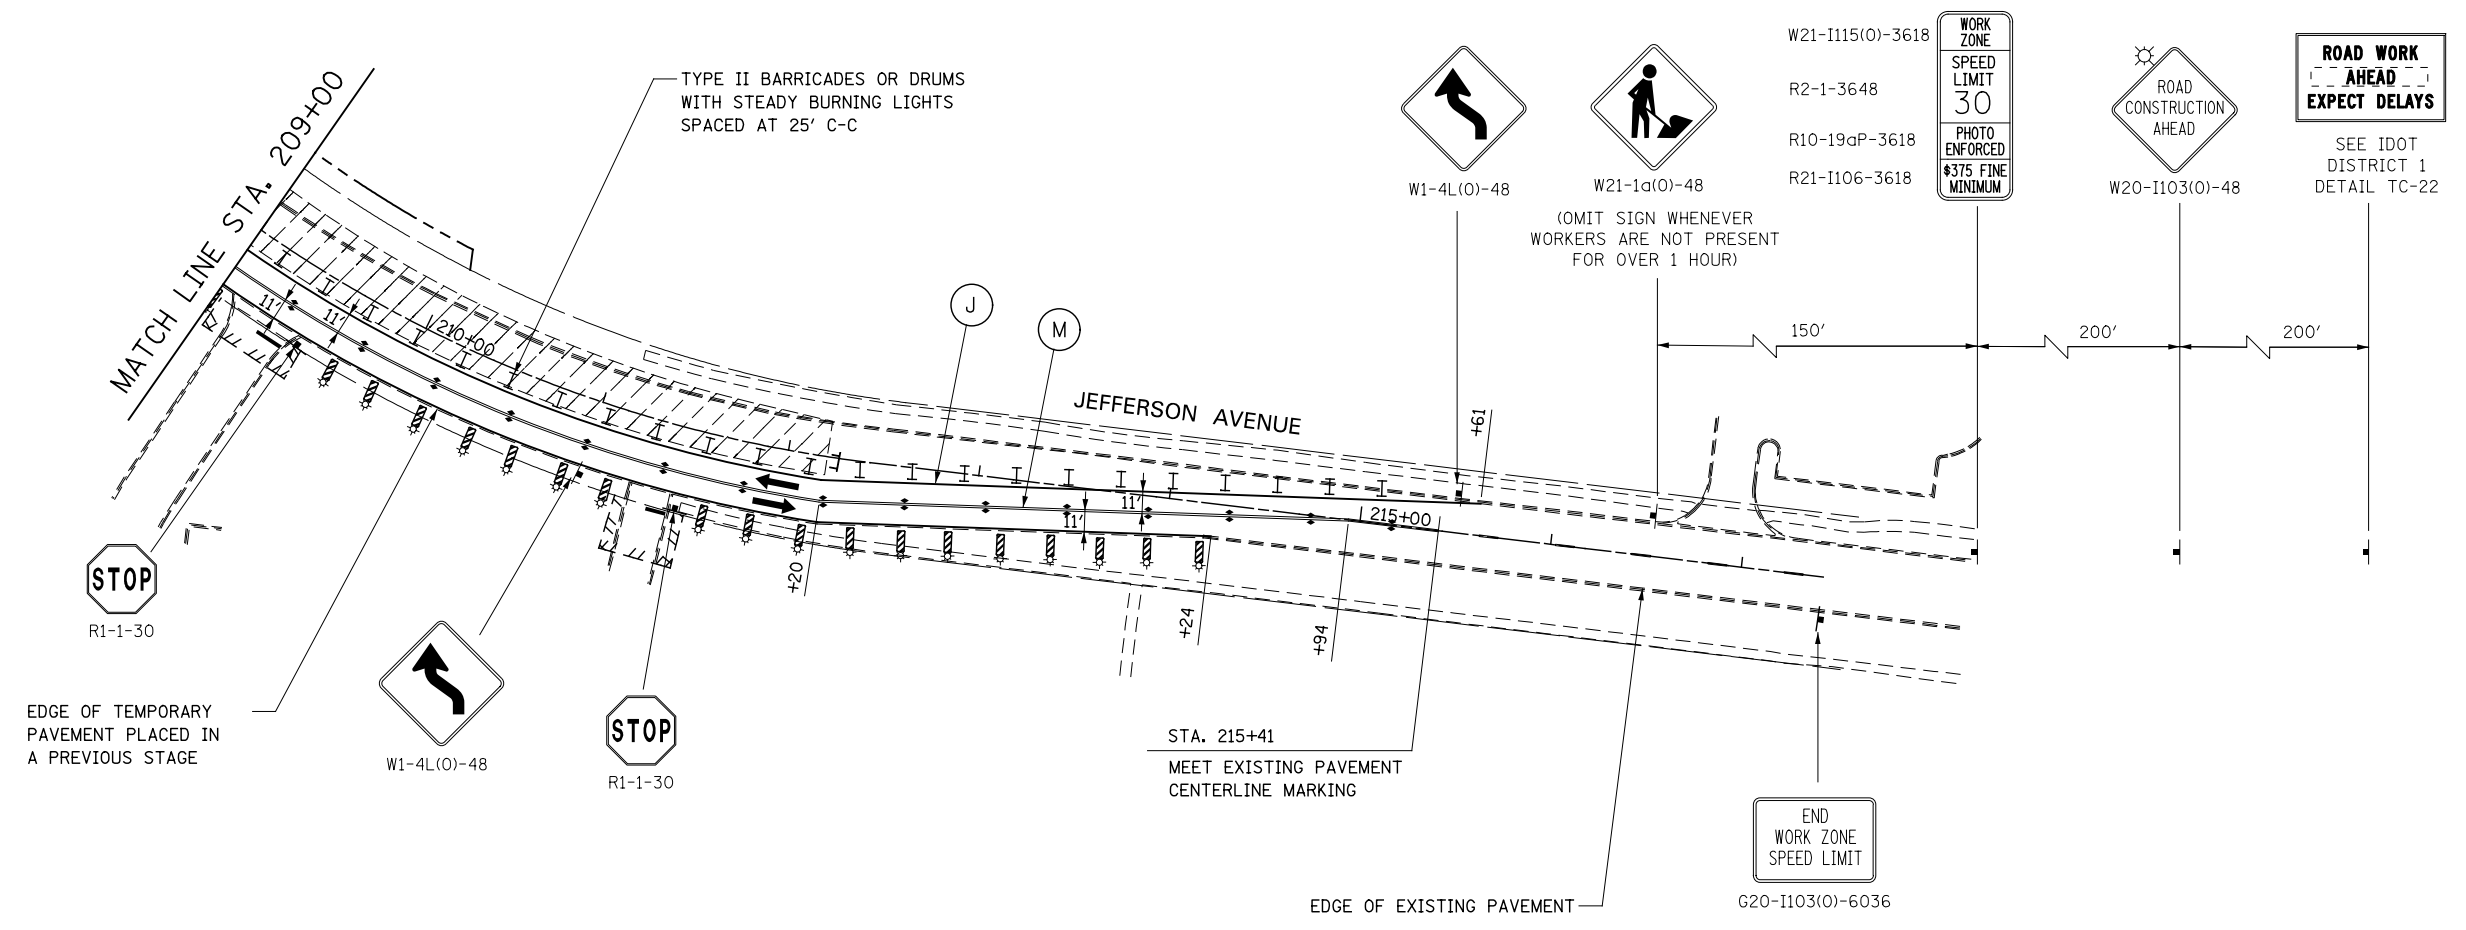 MATCH LINE STA. 209+00
TYPE II BARRICADES OR DRUMS
WITH STEADY BURNING LIGHTS
SPACED AT 25' C-C
W1-4L(O)-48
W21-1a(O)-48
(OMIT SIGN WHENEVER
WORKERS ARE NOT PRESENT
FOR OVER 1 HOUR)
W21-I115(O)-3618
R2-1-3648
R10-19aP-3618
R21-I106-3618
WORK
ZONE
SPEED
LIMIT
30
PHOTO
ENFORCED
$375 FINE
MINIMUM
ROAD
CONSTRUCTION
AHEAD
W20-I103(O)-48
ROAD WORK
AHEAD
EXPECT DELAYS
SEE IDOT
DISTRICT 1
DETAIL TC-22
150'
200'
200'
11'
11'
210+00
J
M
JEFFERSON AVENUE
+61
11'
11'
215+00
+20
+24
+94
STOP
R1-1-30
EDGE OF TEMPORARY
PAVEMENT PLACED IN
A PREVIOUS STAGE
W1-4L(O)-48
STOP
R1-1-30
STA. 215+41
MEET EXISTING PAVEMENT
CENTERLINE MARKING
EDGE OF EXISTING PAVEMENT
END
WORK ZONE
SPEED LIMIT
G20-I103(O)-6036